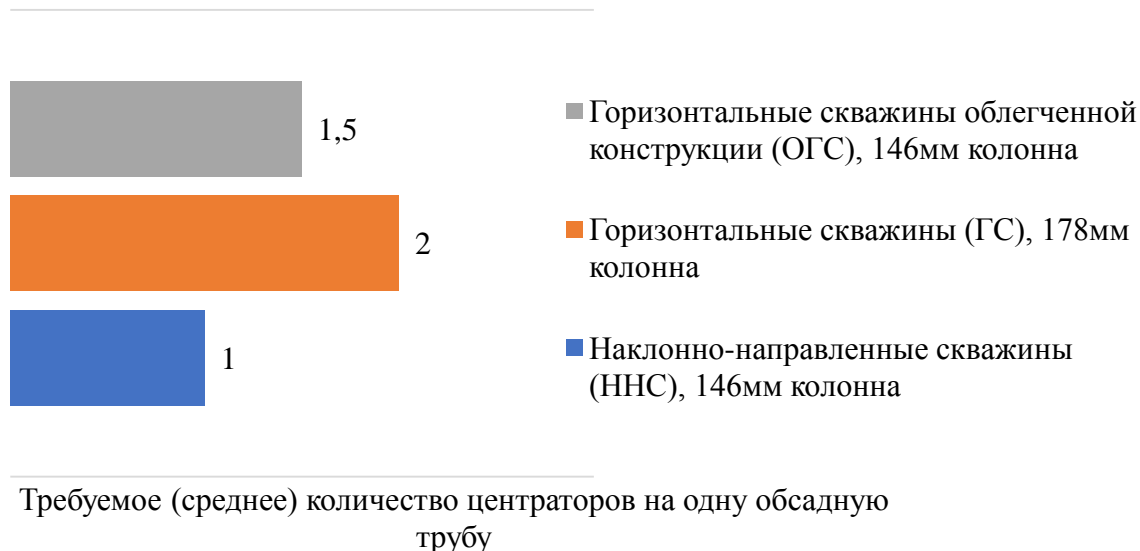 1,5
Горизонтальные скважины облегченной
конструкции (ОГС), 146мм колонна
2
Горизонтальные скважины (ГС), 178мм
колонна
1
Наклонно-направленные скважины
(ННС), 146мм колонна
Требуемое (среднее) количество центраторов на одну обсадную
трубу